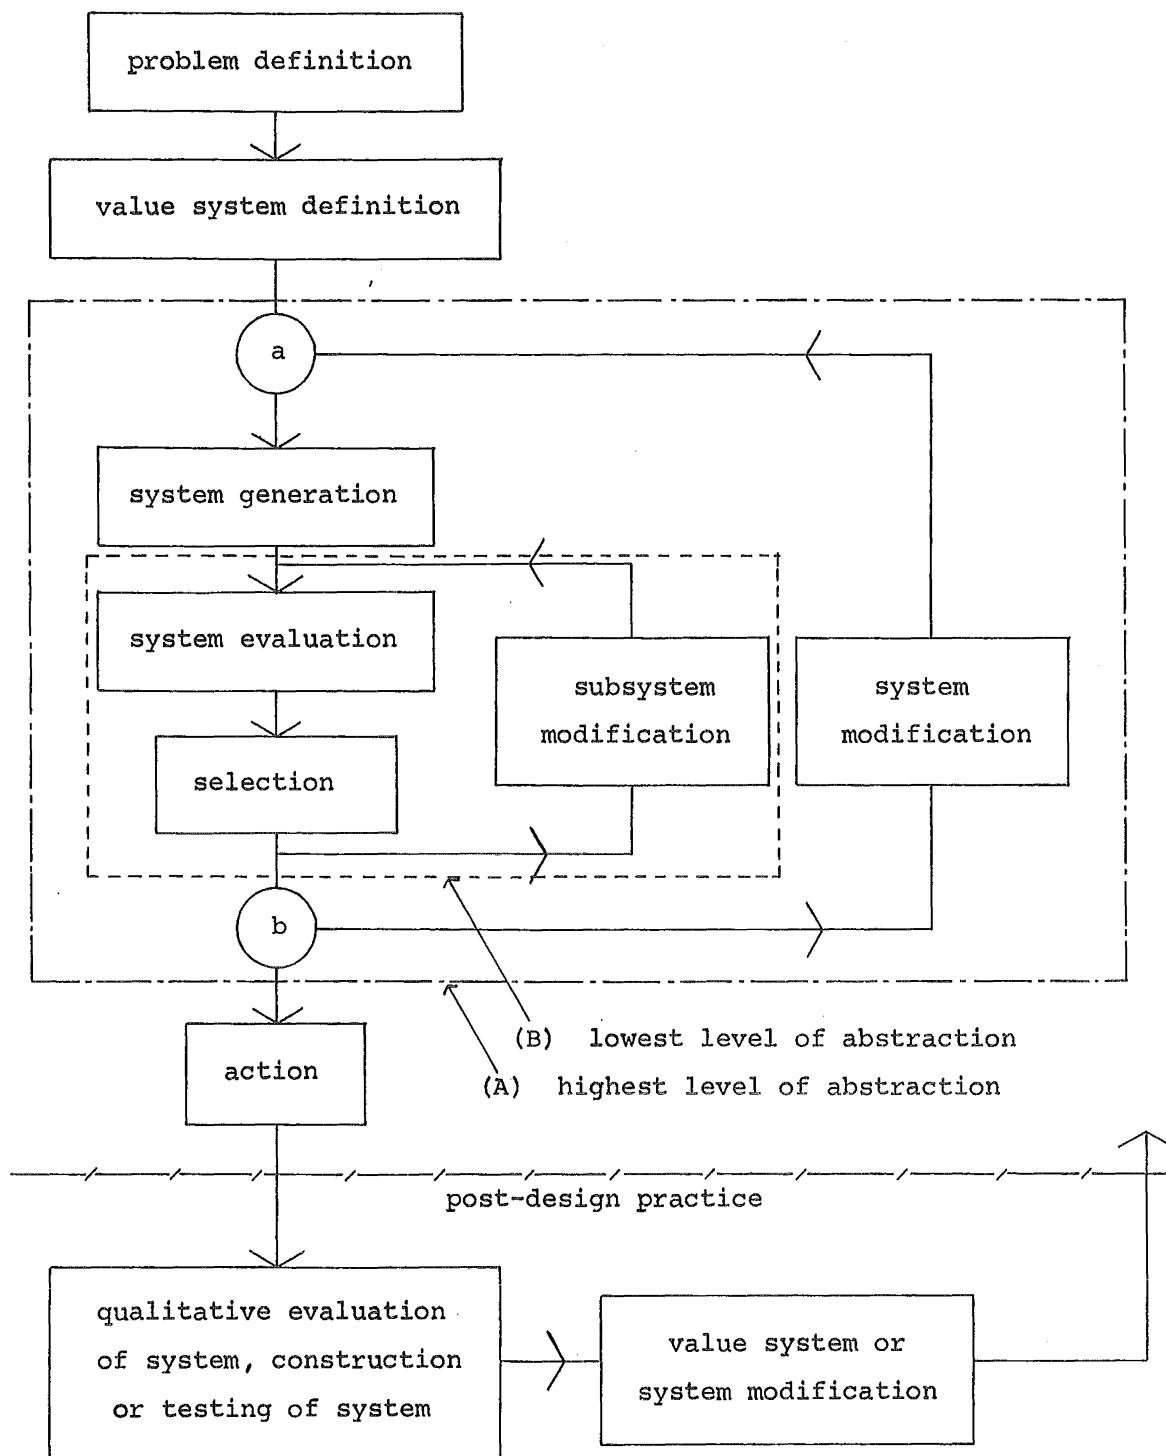 problem definition
value system definition
a
system generation
system evaluation
selection
subsystem
modification
system
modification
b
(B) lowest level of abstraction
(A) highest level of abstraction
action
post-design practice
qualitative evaluation
of system, construction
or testing of system
value system or
system modification